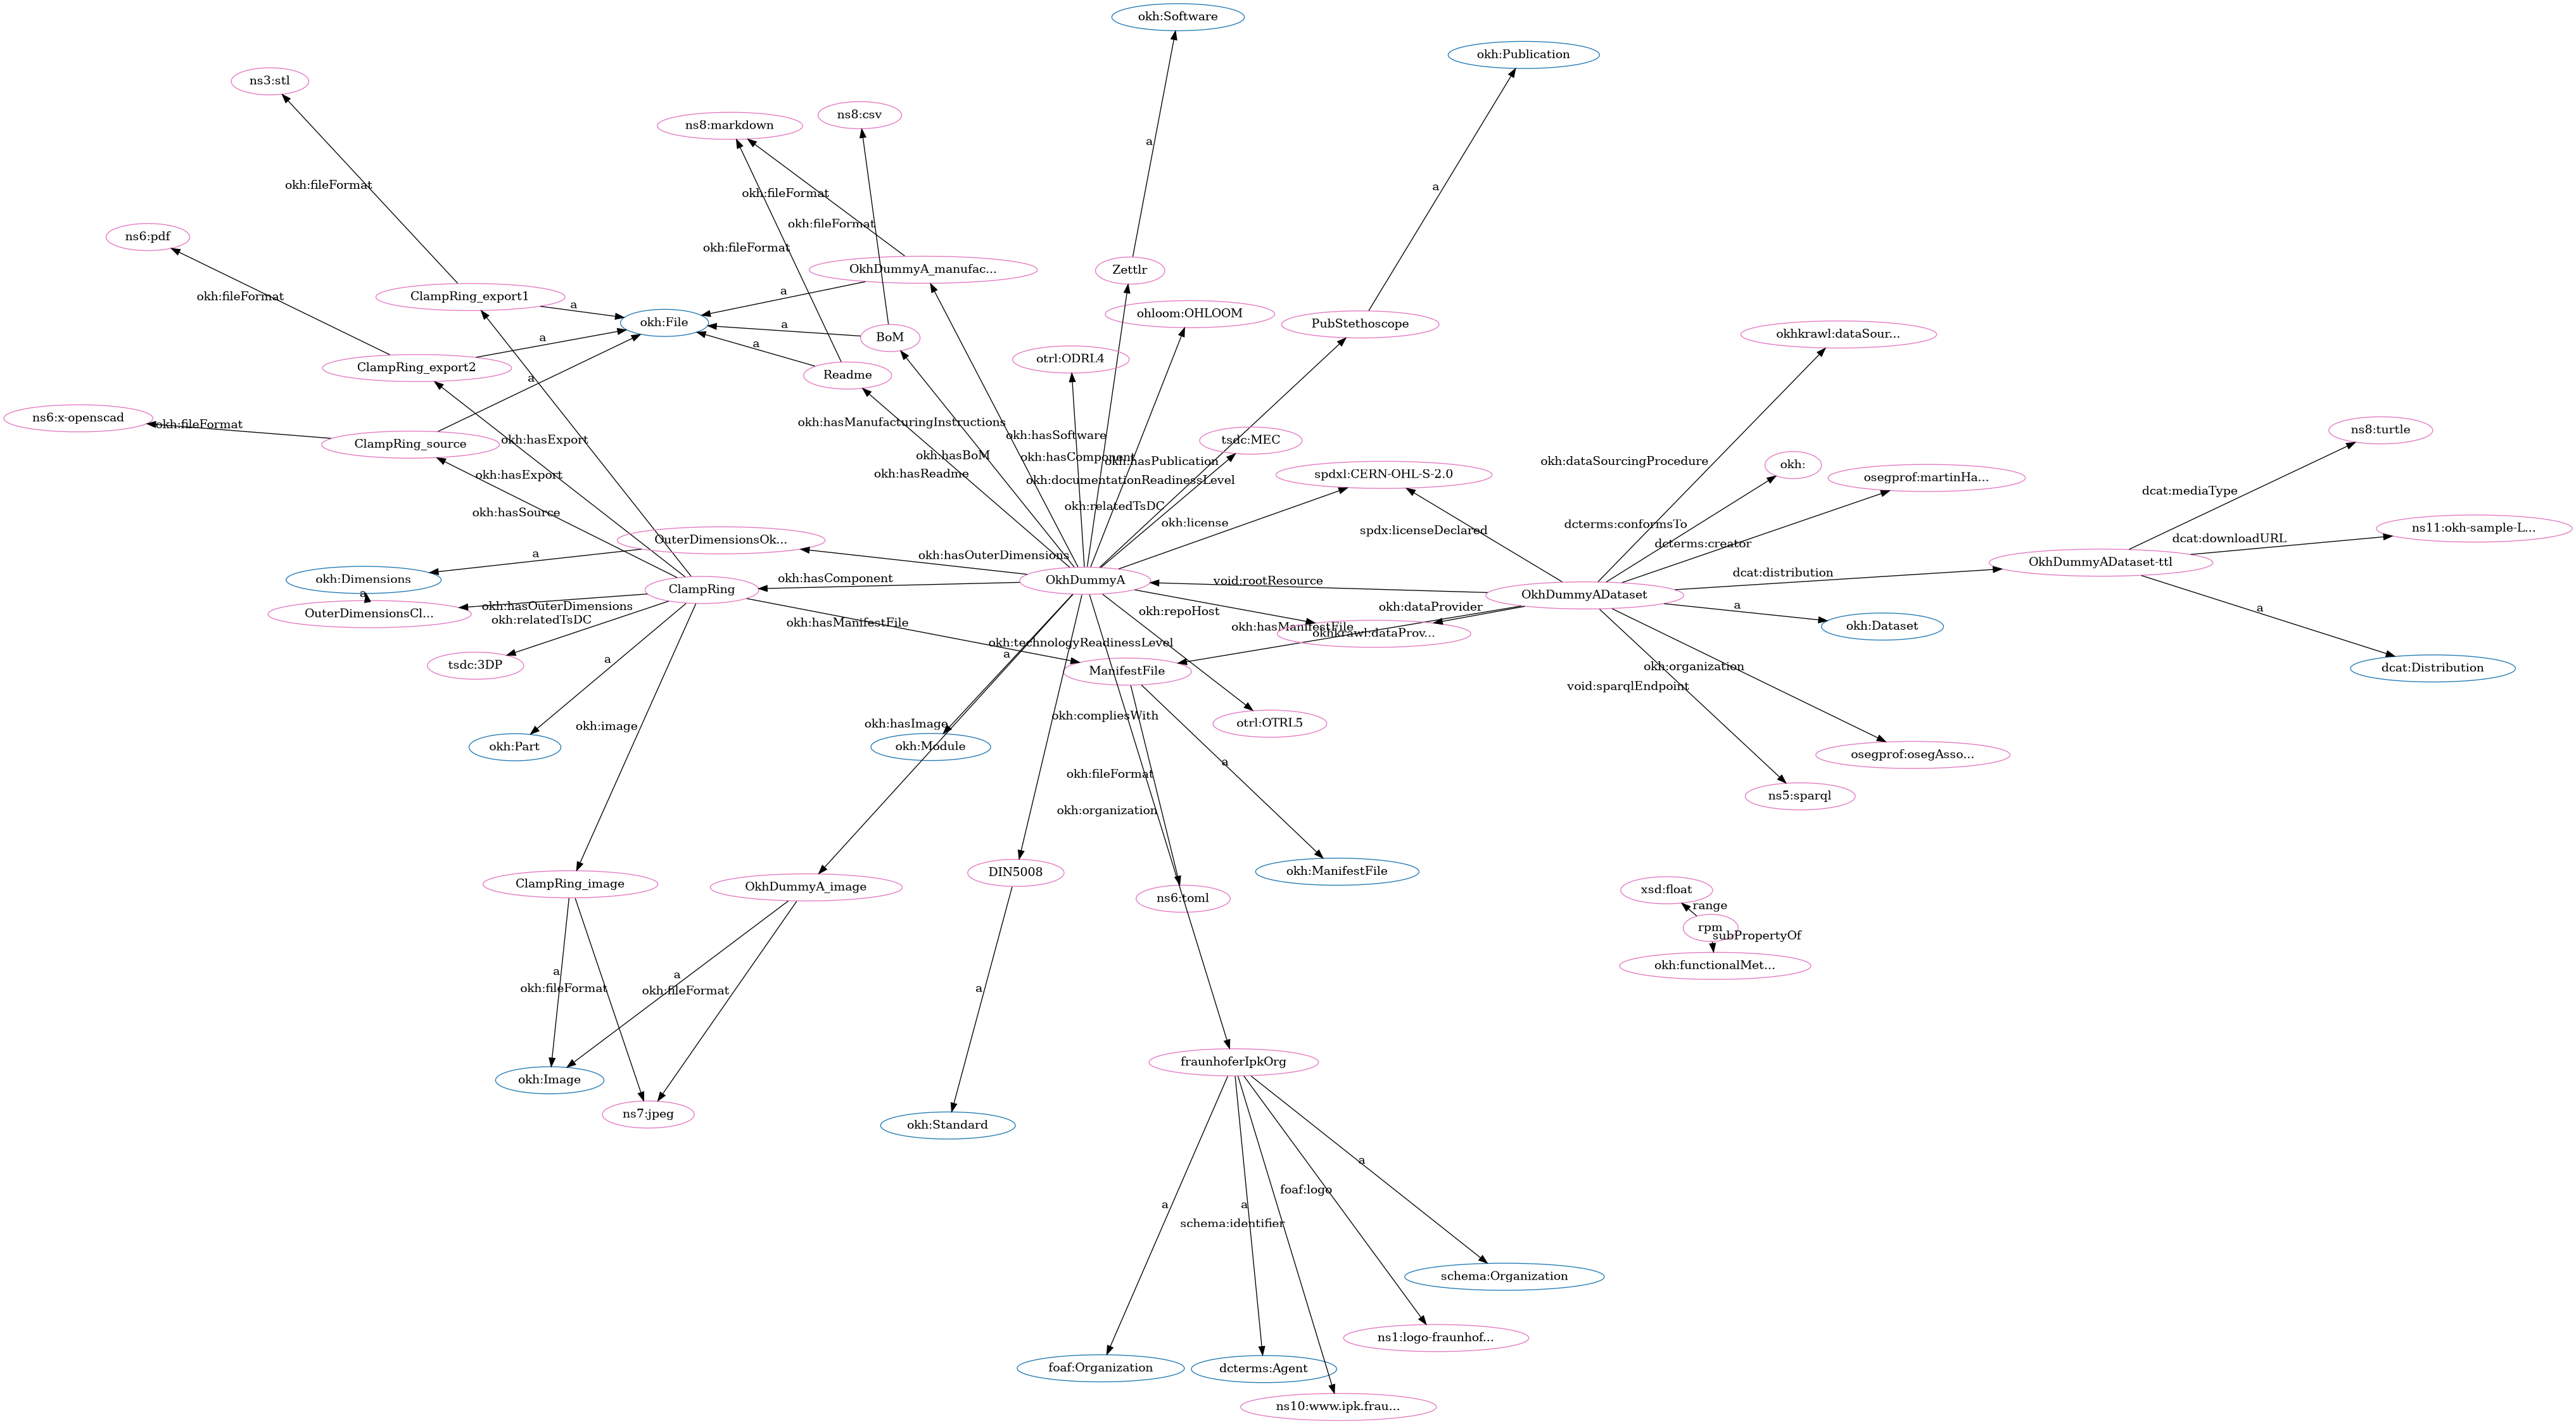 okh:Software
okh:Publication
ns3:stl
ns8:csv
ns8:markdown
a
okh:fileFormat
a
okh:fileFormat
okh:fileFormat
ns6:pdf
okh:fileFormat
OkhDummyA_manufac...
Zettlr
a
okh:fileFormat
ClampRing_export1
a
ohloom:OHLOOM
okh:File
a
PubStethoscope
okhkrawl:dataSour...
BoM
a
a
otrl:ODRL4
ClampRing_export2
Readme
a
ns6:x-openscad
okh:fileFormat
okh:hasManufacturingInstructions
ns8:turtle
okh:hasSoftware
okh:hasExport
tsdc:MEC
ClampRing_source
okh:hasBoM
okh:hasComponent
okh:hasPublication
okh:dataSourcingProcedure
okh:
okh:hasExport
okh:hasReadme
okh:documentationReadinessLevel
spdxl:CERN-OHL-S-2.0
osegprof:martinHa...
dcat:mediaType
okh:hasSource
okh:relatedTsDC
okh:license
spdx:licenseDeclared
dcterms:conformsTo
dcterms:creator
ns11:okh-sample-L...
dcat:downloadURL
OuterDimensionsOk...
a
okh:hasOuterDimensions
OkhDummyADataset-ttl
okh:Dimensions
okh:hasComponent
OkhDummyA
void:rootResource
dcat:distribution
a
ClampRing
OkhDummyADataset
OuterDimensionsCl...
okh:hasOuterDimensions
okh:repoHost
okh:dataProvider
a
a
okh:relatedTsDC
okh:hasManifestFile
okh:hasManifestFile
okhkrawl:dataProv...
okh:Dataset
okh:technologyReadinessLevel
a
tsdc:3DP
a
ManifestFile
okh:organization
dcat:Distribution
void:sparqlEndpoint
okh:image
okh:hasImage
okh:compliesWith
otrl:OTRL5
okh:Part
okh:Module
osegprof:osegAsso...
a
okh:fileFormat
ns5:sparql
okh:organization
DIN5008
okh:ManifestFile
ClampRing_image
OkhDummyA_image
ns6:toml
xsd:float
range
rpm
subPropertyOf
okh:functionalMet...
a
a
okh:fileFormat
okh:fileFormat
a
fraunhoferIpkOrg
okh:Image
ns7:jpeg
okh:Standard
a
foaf:logo
a
a
schema:identifier
schema:Organization
ns1:logo-fraunhof...
foaf:Organization
dcterms:Agent
ns10:www.ipk.frau...